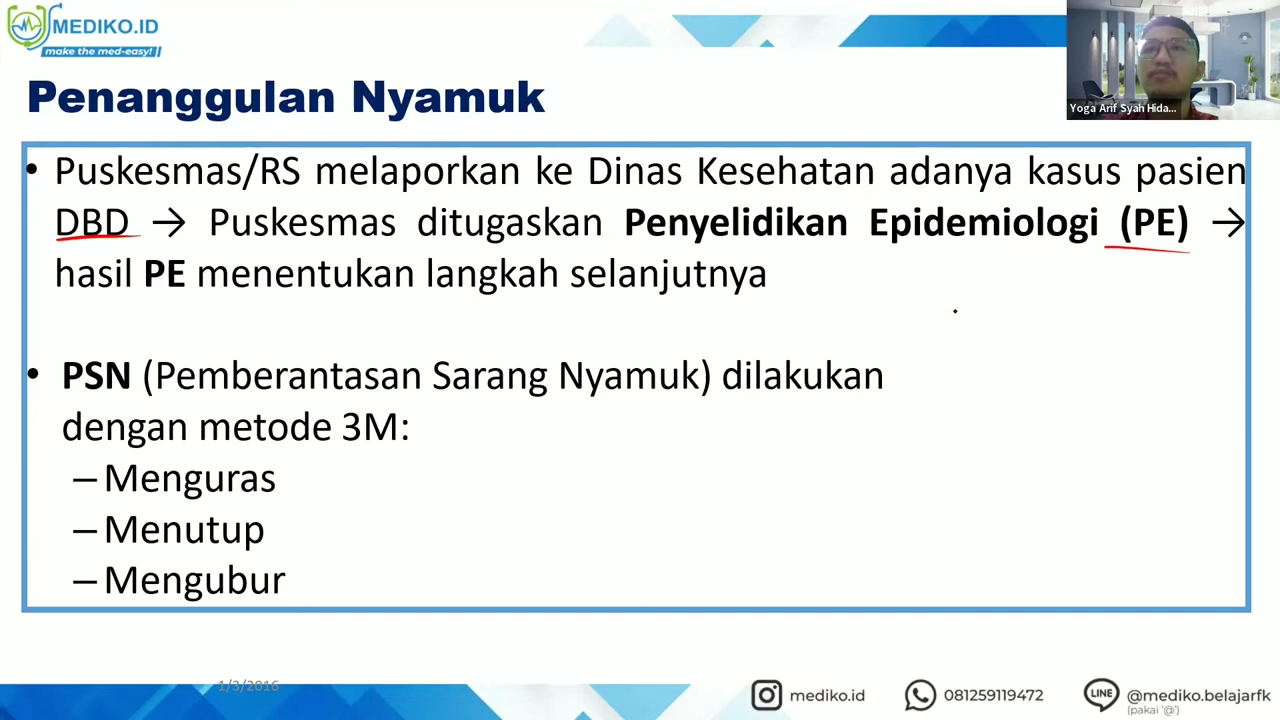 MEDIKO.ID
make the med-easy!
Yoga Arif Syah Hida...
Penanggulan Nyamuk
• Puskesmas/RS melaporkan ke Dinas Kesehatan adanya kasus pasien
DBD → Puskesmas ditugaskan Penyelidikan Epidemiologi (PE) →
hasil PE menentukan langkah selanjutnya
• PSN (Pemberantasan Sarang Nyamuk) dilakukan
dengan metode 3M:
– Menguras
– Menutup
– Mengubur
1/3/2016
mediko.id
081259119472
LINE
@mediko.belajarfk
(pakai '@')